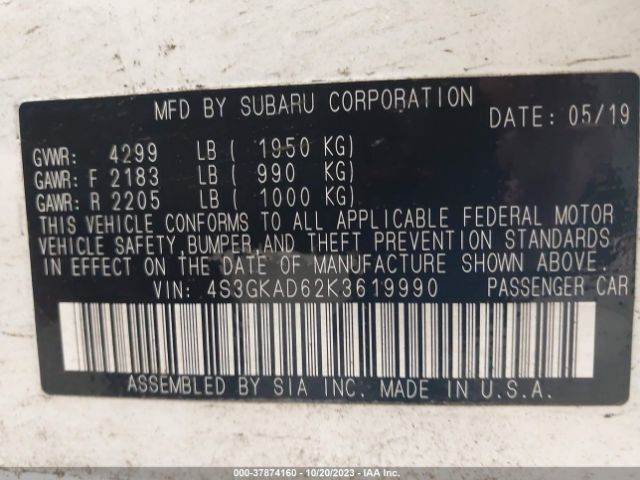 MFD BY SUBARU CORPORATION
DATE: 05/19
GVWR: 4299 LB ( 1950 KG)
GAWR: F 2183 LB ( 990 KG)
GAWR: R 2205 LB ( 1000 KG)
THIS VEHICLE CONFORMS TO ALL APPLICABLE FEDERAL MOTOR
VEHICLE SAFETY,BUMPER,AND THEFT PREVENTION STANDARDS
IN EFFECT ON THE DATE OF MANUFACTURE SHOWN ABOVE.
VIN: 4S3GKAD62K3619990 PASSENGER CAR
ASSEMBLED BY SIA INC. MADE IN U.S.A.
000-37874160 | 10/20/2023 | IAA Inc.